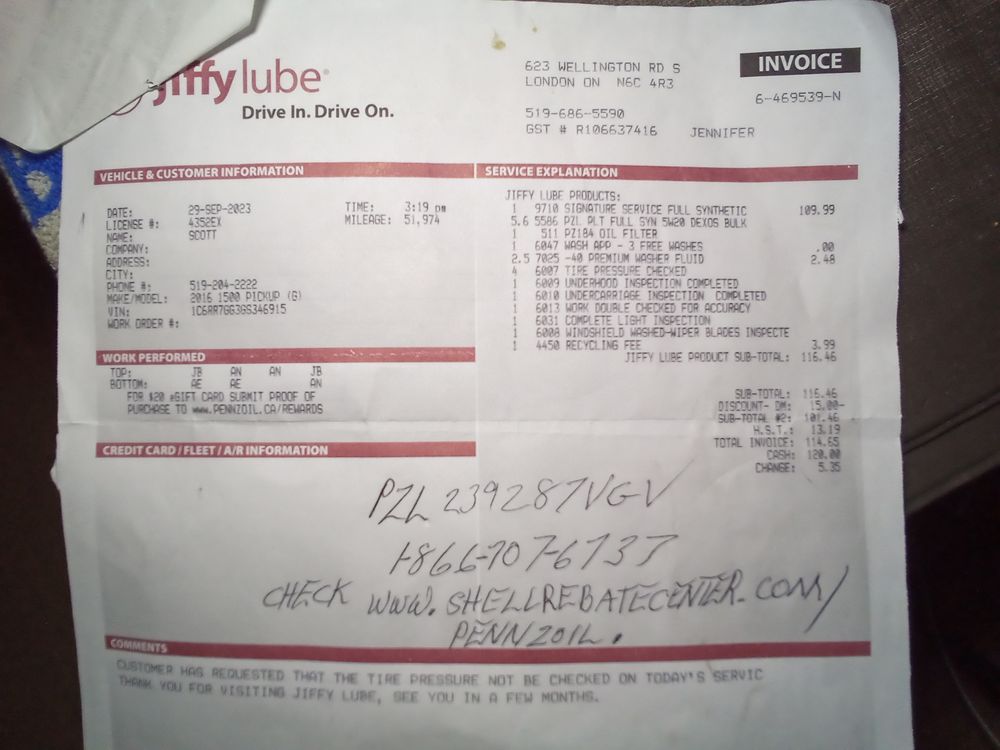 jiffy lube®
Drive In. Drive On.
623 WELLINGTON RD S
LONDON ON N6C 4R3
519-686-5590
GST # R106637416 JENNIFER
INVOICE
6-469539-N
VEHICLE & CUSTOMER INFORMATION
DATE: 29-SEP-2023 TIME: 3:19 PM
LICENSE #: 4352EX MILEAGE: 51,974
NAME: SCOTT
COMPANY:
ADDRESS:
CITY:
PHONE #: 519-204-2222
MAKE/MODEL: 2016 1500 PICKUP (G)
VIN: 1C6RR7GG3GS346915
WORK ORDER #:
WORK PERFORMED
TOP: JB AN AN JB
BOTTOM: AE AE AN
FOR $20 eGIFT CARD SUBMIT PROOF OF
PURCHASE TO www.PENNZOIL.CA/REWARDS
CREDIT CARD / FLEET / A/R INFORMATION
SERVICE EXPLANATION
JIFFY LUBE PRODUCTS:
1 9710 SIGNATURE SERVICE FULL SYNTHETIC 109.99
5.6 5586 PZL PLT FULL SYN 5W20 DEXOS BULK
1 511 PZ184 OIL FILTER
1 6047 WASH APP - 3 FREE WASHES .00
2.5 7025 -40 PREMIUM WASHER FLUID 2.48
4 6007 TIRE PRESSURE CHECKED
1 6009 UNDERHOOD INSPECTION COMPLETED
1 6010 UNDERCARRIAGE INSPECTION COMPLETED
1 6013 WORK DOUBLE CHECKED FOR ACCURACY
1 6031 COMPLETE LIGHT INSPECTION
1 6008 WINDSHIELD WASHED-WIPER BLADES INSPECTE
1 4450 RECYCLING FEE 3.99
JIFFY LUBE PRODUCT SUB-TOTAL: 116.46
SUB-TOTAL: 116.46
DISCOUNT- DM: 15.00-
SUB-TOTAL #2: 101.46
H.S.T.: 13.19
TOTAL INVOICE: 114.65
CASH: 120.00
CHANGE: 5.35
PZL 239287VGV
1-866-707-6737
CHECK WWW.SHELLREBATECENTER.COM/
PENNZOIL.
COMMENTS
CUSTOMER HAS REQUESTED THAT THE TIRE PRESSURE NOT BE CHECKED ON TODAY'S SERVIC
THANK YOU FOR VISITING JIFFY LUBE, SEE YOU IN A FEW MONTHS.